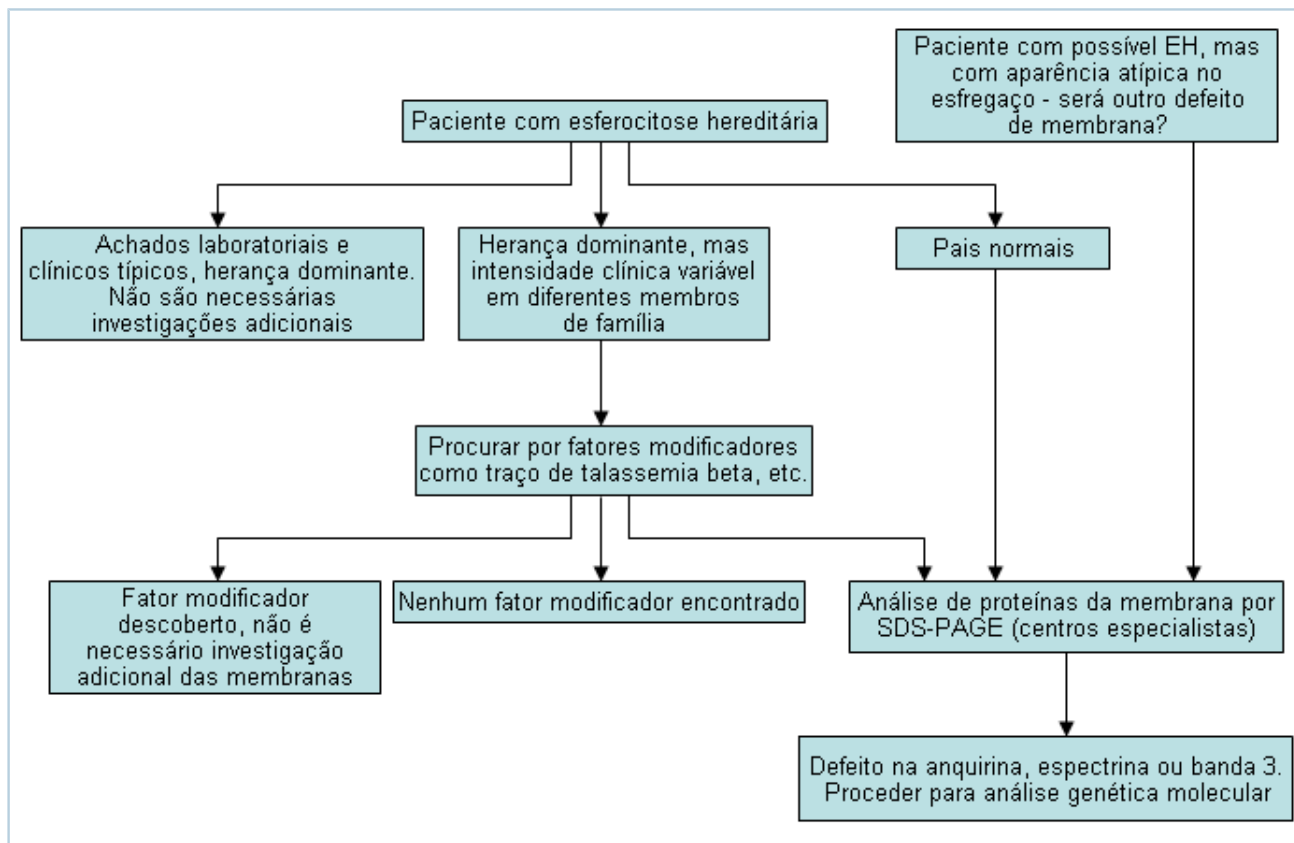 Paciente com possível EH, mas
com aparência atípica no
esfregaço - será outro defeito
de membrana?
Paciente com esferocitose hereditária
Achados laboratoriais e
clínicos típicos, herança dominante.
Não são necessárias
investigações adicionais
Herança dominante, mas
intensidade clínica variável
em diferentes membros
de família
Pais normais
Procurar por fatores modificadores
como traço de talassemia beta, etc.
Fator modificador
descoberto, não é
necessário investigação
adicional das membranas
Nenhum fator modificador encontrado
Análise de proteínas da membrana por
SDS-PAGE (centros especialistas)
Defeito na anquirina, espectrina ou banda 3.
Proceder para análise genética molecular